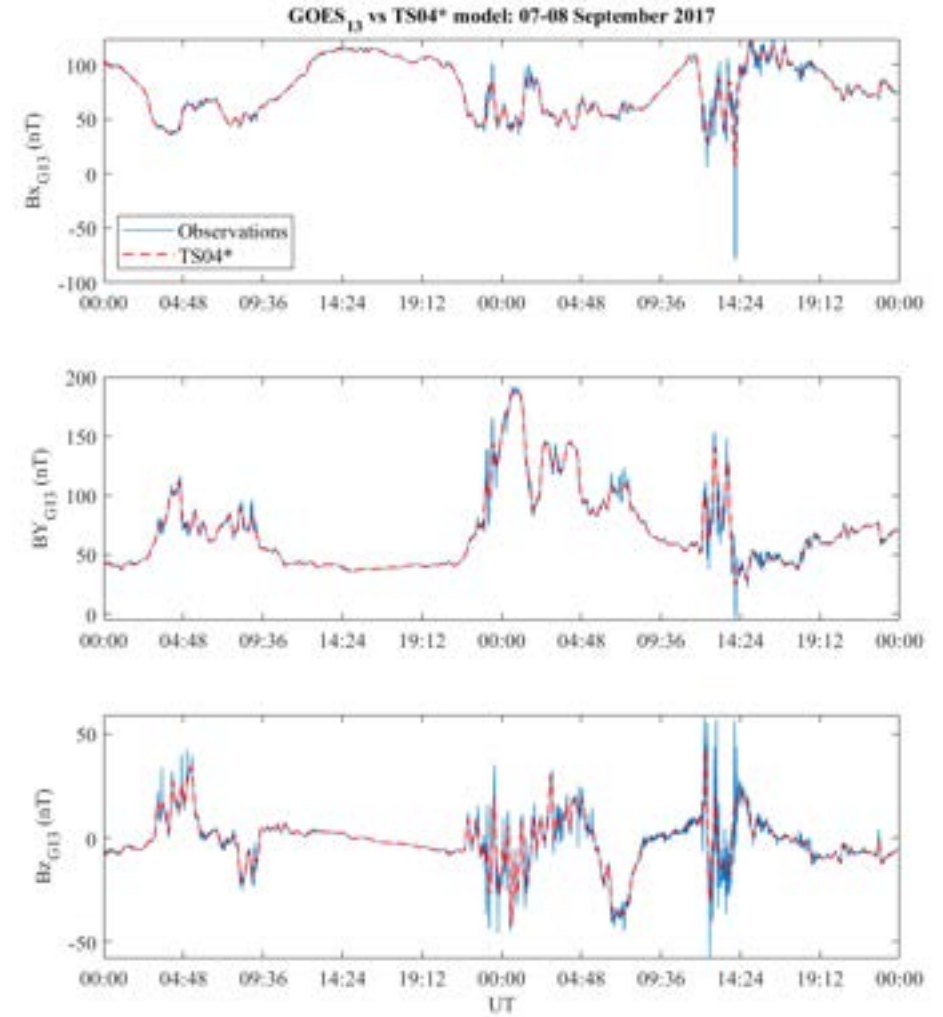 GOES13 vs TS04* model: 07-08 September 2017
100
50
0
-50
-100
BxG13 (nT)
Observations
TS04*
00:00 04:48 09:36 14:24 19:12 00:00 04:48 09:36 14:24 19:12 00:00
200
150
100
50
0
BYG13 (nT)
00:00 04:48 09:36 14:24 19:12 00:00 04:48 09:36 14:24 19:12 00:00
50
0
-50
BzG13 (nT)
00:00 04:48 09:36 14:24 19:12 00:00 04:48 09:36 14:24 19:12 00:00
UT